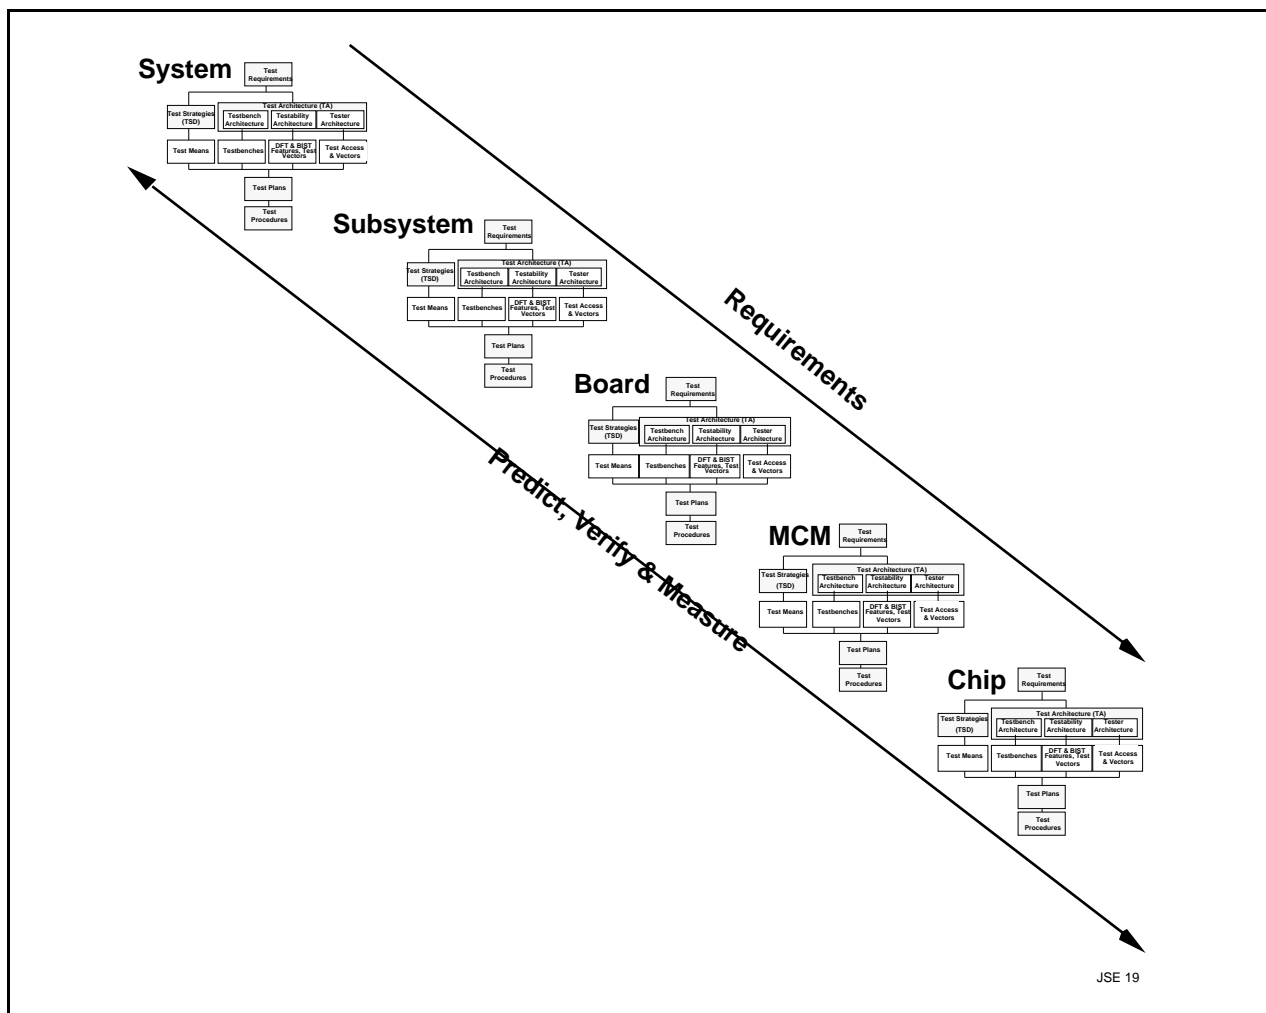 System
Test
Requirements
Test Architecture (TA)
Test Strategies
(TSD)
Testbench
Architecture
Testability
Architecture
Tester
Architecture
Test Means
Testbenches
DFT & BIST
Features, Test
Vectors
Test Access
& Vectors
Test Plans
Test
Procedures
Subsystem
Test
Requirements
Test Architecture (TA)
Test Strategies
(TSD)
Testbench
Architecture
Testability
Architecture
Tester
Architecture
Test Means
Testbenches
DFT & BIST
Features, Test
Vectors
Test Access
& Vectors
Test Plans
Test
Procedures
Requirements
Board
Test
Requirements
Test Architecture (TA)
Test Strategies
(TSD)
Testbench
Architecture
Testability
Architecture
Tester
Architecture
Test Means
Testbenches
DFT & BIST
Features, Test
Vectors
Test Access
& Vectors
Test Plans
Test
Procedures
Predict, Verify & Measure
MCM
Test
Requirements
Test Architecture (TA)
Test Strategies
(TSD)
Testbench
Architecture
Testability
Architecture
Tester
Architecture
Test Means
Testbenches
DFT & BIST
Features, Test
Vectors
Test Access
& Vectors
Test Plans
Test
Procedures
Chip
Test
Requirements
Test Architecture (TA)
Test Strategies
(TSD)
Testbench
Architecture
Testability
Architecture
Tester
Architecture
Test Means
Testbenches
DFT & BIST
Features, Test
Vectors
Test Access
& Vectors
Test Plans
Test
Procedures
JSE 19